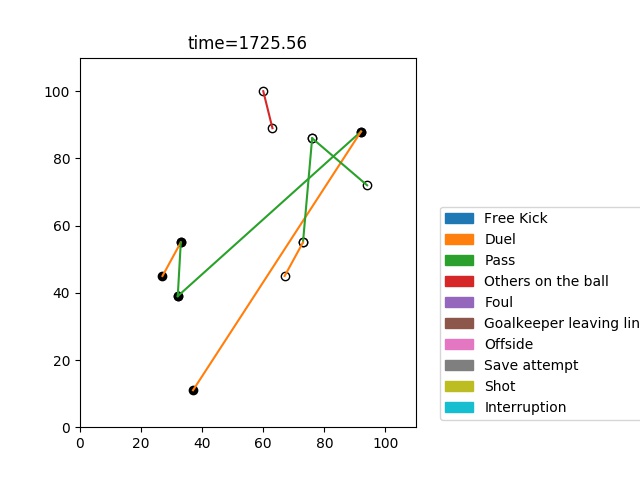 time=1725.56
100
80
60
40
20
0
0 20 40 60 80 100
Free Kick
Duel
Pass
Others on the ball
Foul
Goalkeeper leaving lin
Offside
Save attempt
Shot
Interruption